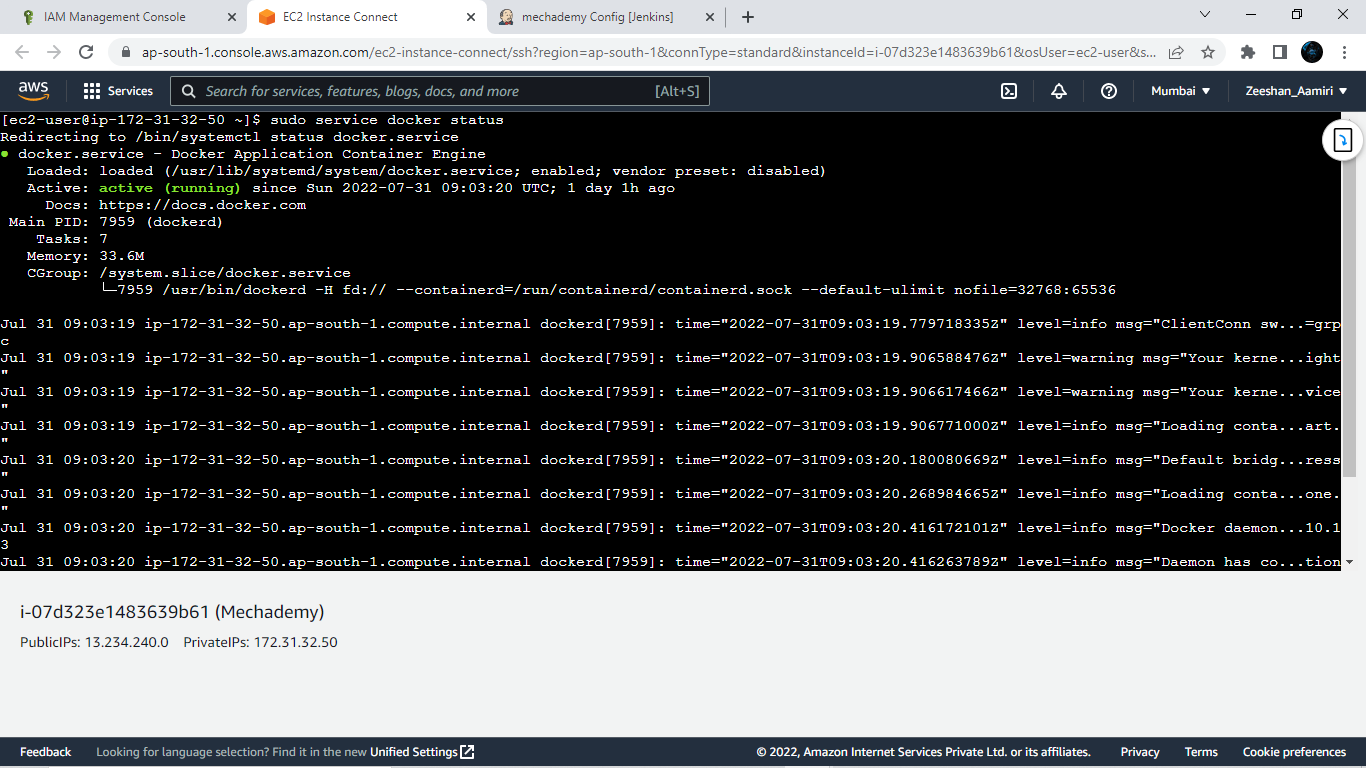 IAM Management Console
EC2 Instance Connect
mechademy Config [Jenkins]
ap-south-1.console.aws.amazon.com/ec2-instance-connect/ssh?region=ap-south-1&connType=standard&instanceId=i-07d323e1483639b61&osUser=ec2-user&s...
aws
Services
Search for services, features, blogs, docs, and more
[Alt+S]
Mumbai
Zeeshan_Aamiri
[ec2-user@ip-172-31-32-50 ~]$ sudo service docker status
Redirecting to /bin/systemctl status docker.service
● docker.service - Docker Application Container Engine
Loaded: loaded (/usr/lib/systemd/system/docker.service; enabled; vendor preset: disabled)
Active: active (running) since Sun 2022-07-31 09:03:20 UTC; 1 day 1h ago
Docs: https://docs.docker.com
Main PID: 7959 (dockerd)
Tasks: 7
Memory: 33.6M
CGroup: /system.slice/docker.service
└─7959 /usr/bin/dockerd -H fd:// --containerd=/run/containerd/containerd.sock --default-ulimit nofile=32768:65536
Jul 31 09:03:19 ip-172-31-32-50.ap-south-1.compute.internal dockerd[7959]: time="2022-07-31T09:03:19.779718335Z" level=info msg="ClientConn sw...=grp
c
Jul 31 09:03:19 ip-172-31-32-50.ap-south-1.compute.internal dockerd[7959]: time="2022-07-31T09:03:19.906588476Z" level=warning msg="Your kerne...ight
"
Jul 31 09:03:19 ip-172-31-32-50.ap-south-1.compute.internal dockerd[7959]: time="2022-07-31T09:03:19.906617466Z" level=warning msg="Your kerne...vice
"
Jul 31 09:03:19 ip-172-31-32-50.ap-south-1.compute.internal dockerd[7959]: time="2022-07-31T09:03:19.906771000Z" level=info msg="Loading conta...art.
"
Jul 31 09:03:20 ip-172-31-32-50.ap-south-1.compute.internal dockerd[7959]: time="2022-07-31T09:03:20.180080669Z" level=info msg="Default bridg...ress
"
Jul 31 09:03:20 ip-172-31-32-50.ap-south-1.compute.internal dockerd[7959]: time="2022-07-31T09:03:20.268984665Z" level=info msg="Loading conta...one.
"
Jul 31 09:03:20 ip-172-31-32-50.ap-south-1.compute.internal dockerd[7959]: time="2022-07-31T09:03:20.416172101Z" level=info msg="Docker daemon...10.1
3
Jul 31 09:03:20 ip-172-31-32-50.ap-south-1.compute.internal dockerd[7959]: time="2022-07-31T09:03:20.416263789Z" level=info msg="Daemon has co...tion
i-07d323e1483639b61 (Mechademy)
PublicIPs: 13.234.240.0 PrivateIPs: 172.31.32.50
Feedback
Looking for language selection? Find it in the new Unified Settings
© 2022, Amazon Internet Services Private Ltd. or its affiliates.
Privacy
Terms
Cookie preferences